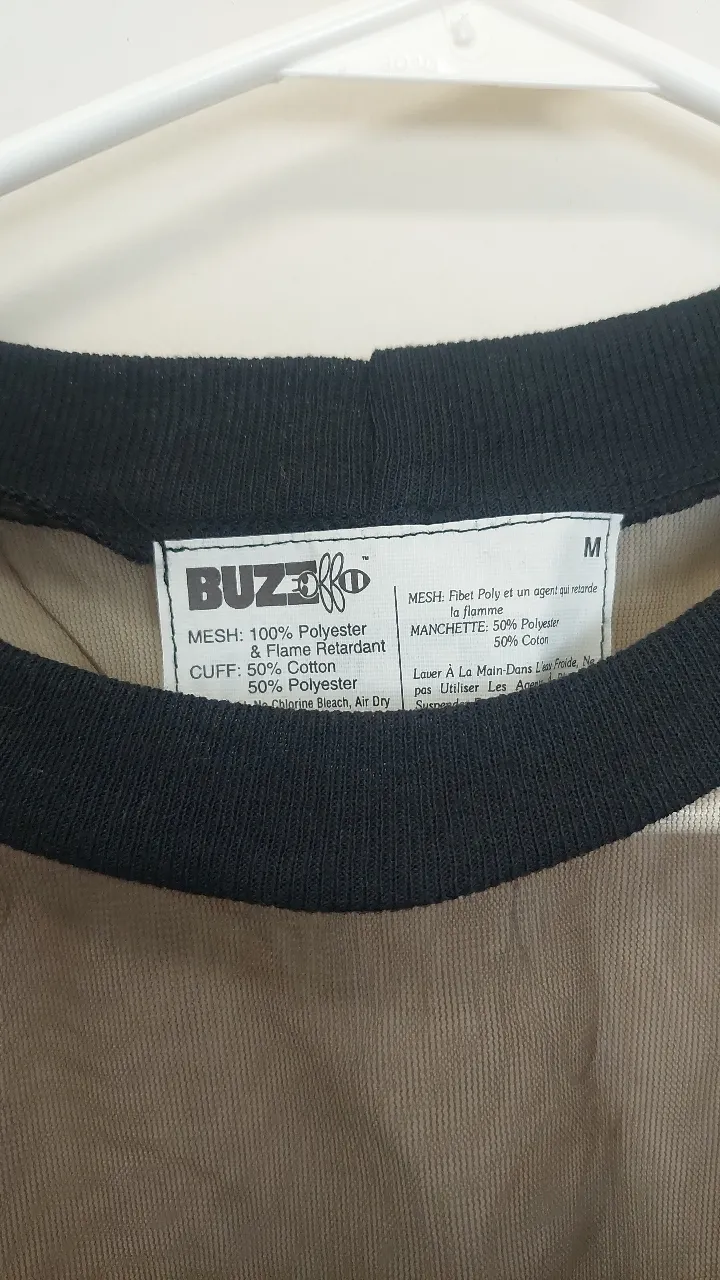 BUZZ off™
M
MESH: 100% Polyester
& Flame Retardant
CUFF: 50% Cotton
50% Polyester
No Chlorine Bleach, Air Dry
MESH: Fibet Poly et un agent qui retarde
la flamme
MANCHETTE: 50% Polyester
50% Coton
Laver À La Main-Dans L'eau Froide, Ne
pas Utiliser Les